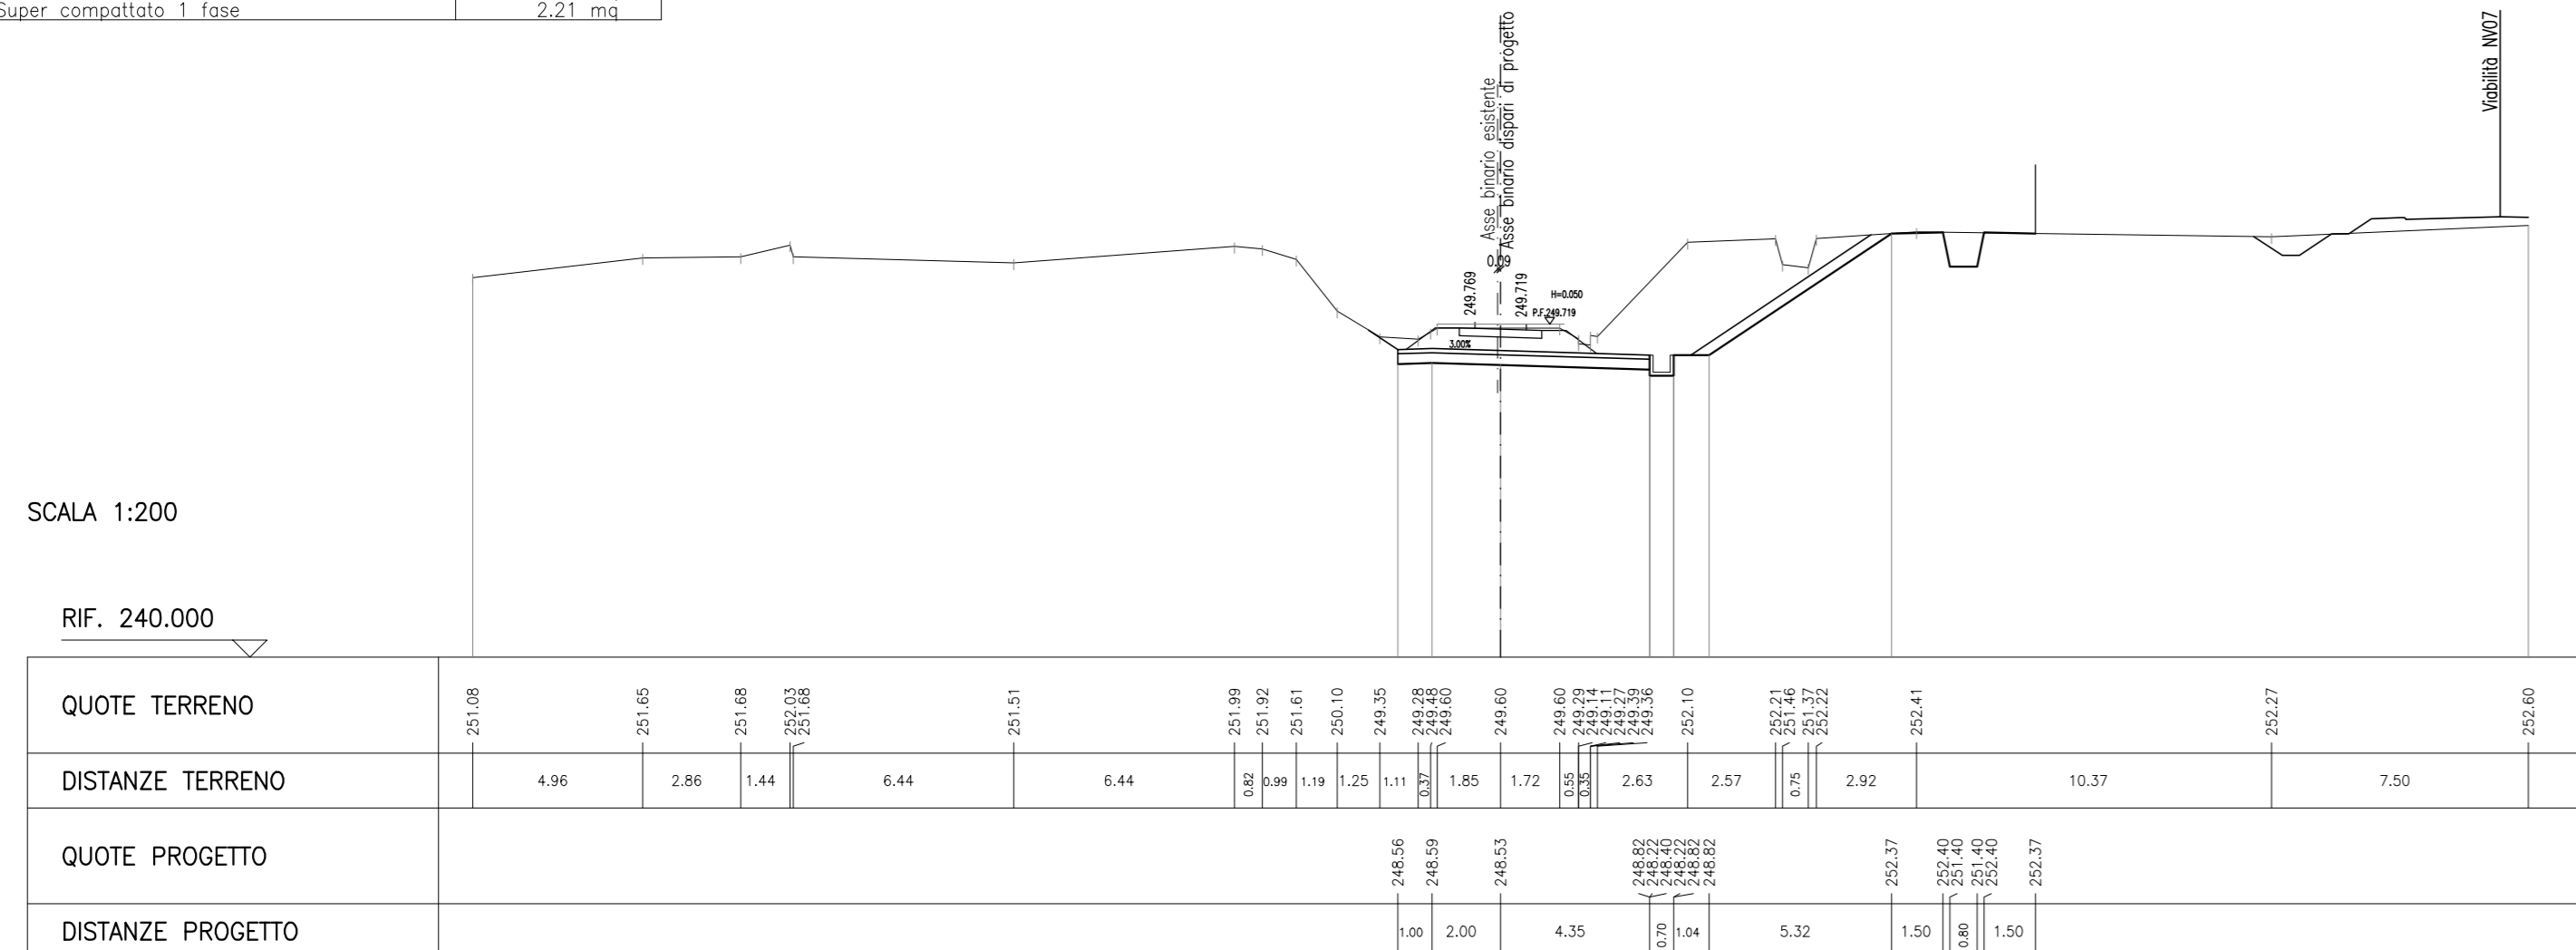 Super compattato 1 fase 2.21 mq
Asse binario esistente
Asse binario dispari di progetto
Viabilità NV07
0.09
249.769
249.719
H=0.050
P.F.249.719
3.00%
SCALA 1:200
RIF. 240.000
QUOTE TERRENO 251.08 251.65 251.68 252.03 251.68 251.51 251.99 251.92 251.61 250.10 249.35 249.28 249.48 249.60 249.60 249.60 249.29 249.14 249.11 249.27 249.39 249.36 252.10 252.21 251.46 251.37 252.22 252.41 252.27 252.60
DISTANZE TERRENO 4.96 2.86 1.44 6.44 6.44 0.82 0.99 1.19 1.25 1.11 0.37 1.85 1.72 0.55 0.35 2.63 2.57 0.75 2.92 10.37 7.50
QUOTE PROGETTO 248.56 248.59 248.53 248.82 248.22 248.40 248.22 248.82 248.82 252.37 252.40 251.40 251.40 252.40 252.37
DISTANZE PROGETTO 1.00 2.00 4.35 0.70 1.04 5.32 1.50 0.80 1.50